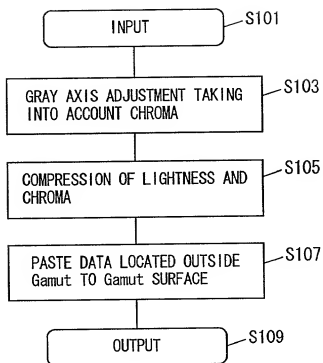 INPUT
S101
GRAY AXIS ADJUSTMENT TAKING
INTO ACCOUNT CHROMA
S103
COMPRESSION OF LIGHTNESS AND
CHROMA
S105
PASTE DATA LOCATED OUTSIDE
Gamut TO Gamut SURFACE
S107
OUTPUT
S109